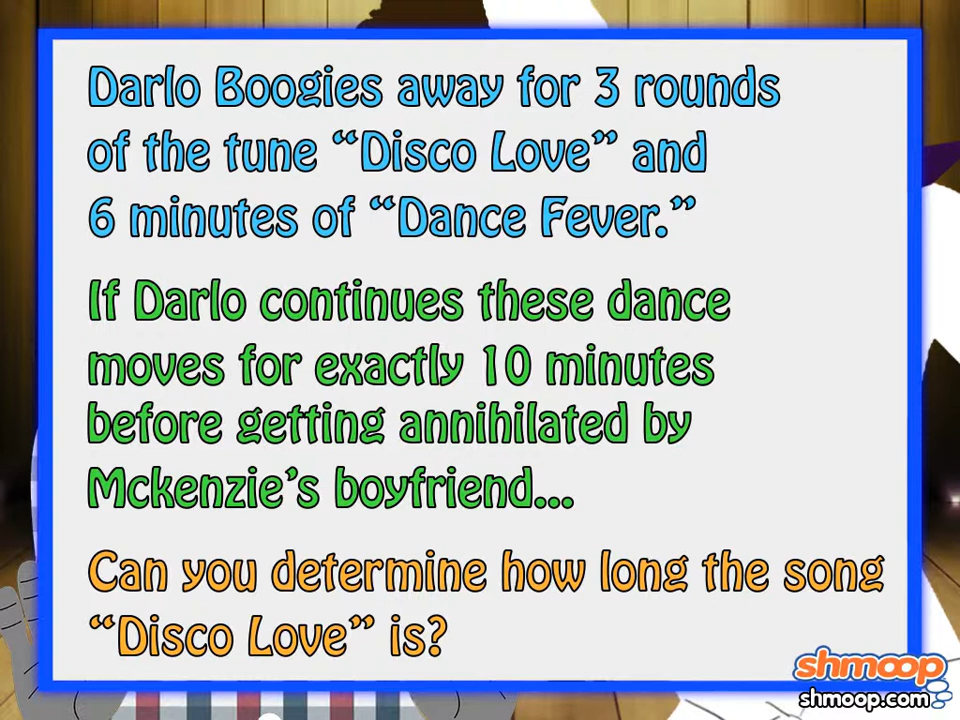 Darlo Boogies away for 3 rounds
of the tune “Disco Love” and
6 minutes of “Dance Fever.”
If Darlo continues these dance
moves for exactly 10 minutes
before getting annihilated by
Mckenzie’s boyfriend...
Can you determine how long the song
“Disco Love” is?
shmoop
shmoop.com